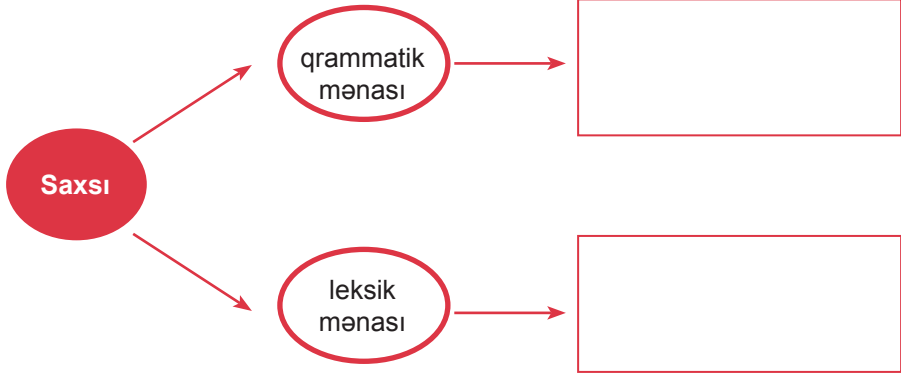 qrammatik
mənası
Saxsı
leksik
mənası